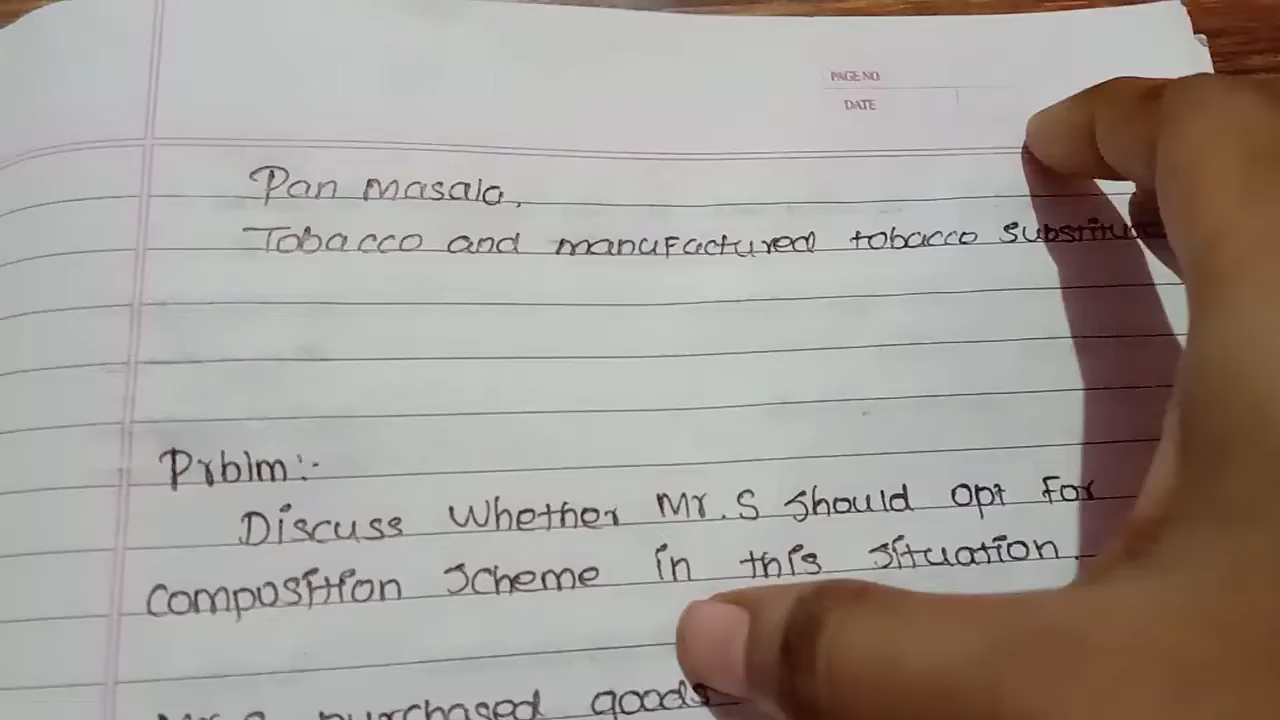 PAGE NO
DATE
Pan masala,
Tobacco and manufactured tobacco
Prblm:-
Discuss whether Mr. S should opt for
composition scheme in this situation
purchased goods